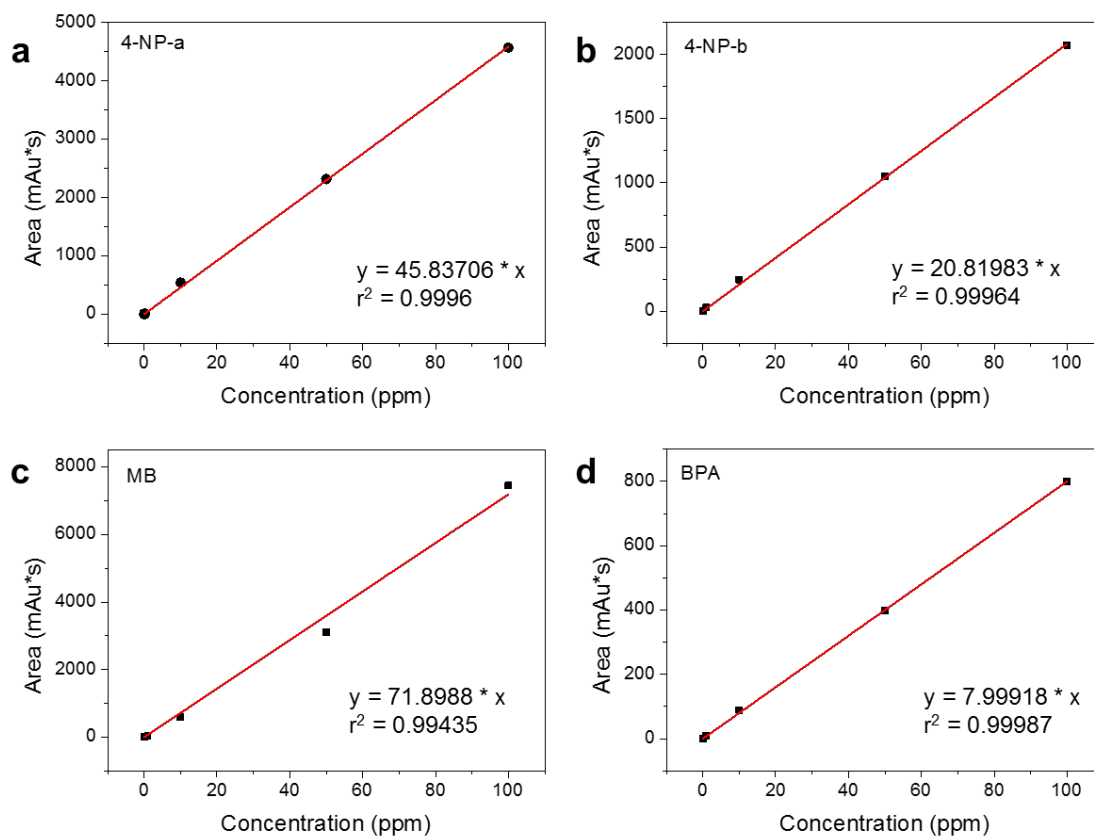 a
4-NP-a
5000
4000
3000
2000
1000
0
Area (mAu*s)
y = 45.83706 * x
r² = 0.9996
0 20 40 60 80 100
Concentration (ppm)
b
4-NP-b
2000
1500
1000
500
0
Area (mAu*s)
y = 20.81983 * x
r² = 0.99964
0 20 40 60 80 100
Concentration (ppm)
c
MB
8000
6000
4000
2000
0
Area (mAu*s)
y = 71.8988 * x
r² = 0.99435
0 20 40 60 80 100
Concentration (ppm)
d
BPA
800
600
400
200
0
Area (mAu*s)
y = 7.99918 * x
r² = 0.99987
0 20 40 60 80 100
Concentration (ppm)